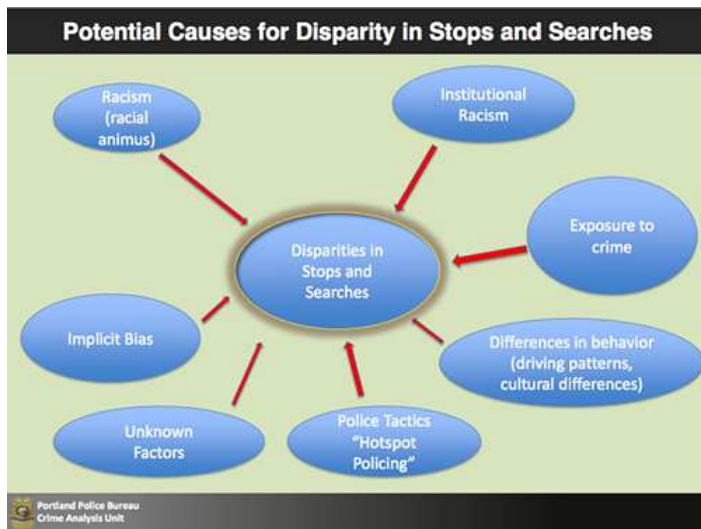 Potential Causes for Disparity in Stops and Searches
Racism
(racial
animus)
Institutional
Racism
Exposure to
crime
Disparities in
Stops and
Searches
Implicit Bias
Differences in behavior
(driving patterns,
cultural differences)
Unknown
Factors
Police Tactics
“Hotspot
Policing”
Portland Police Bureau
Crime Analysis Unit